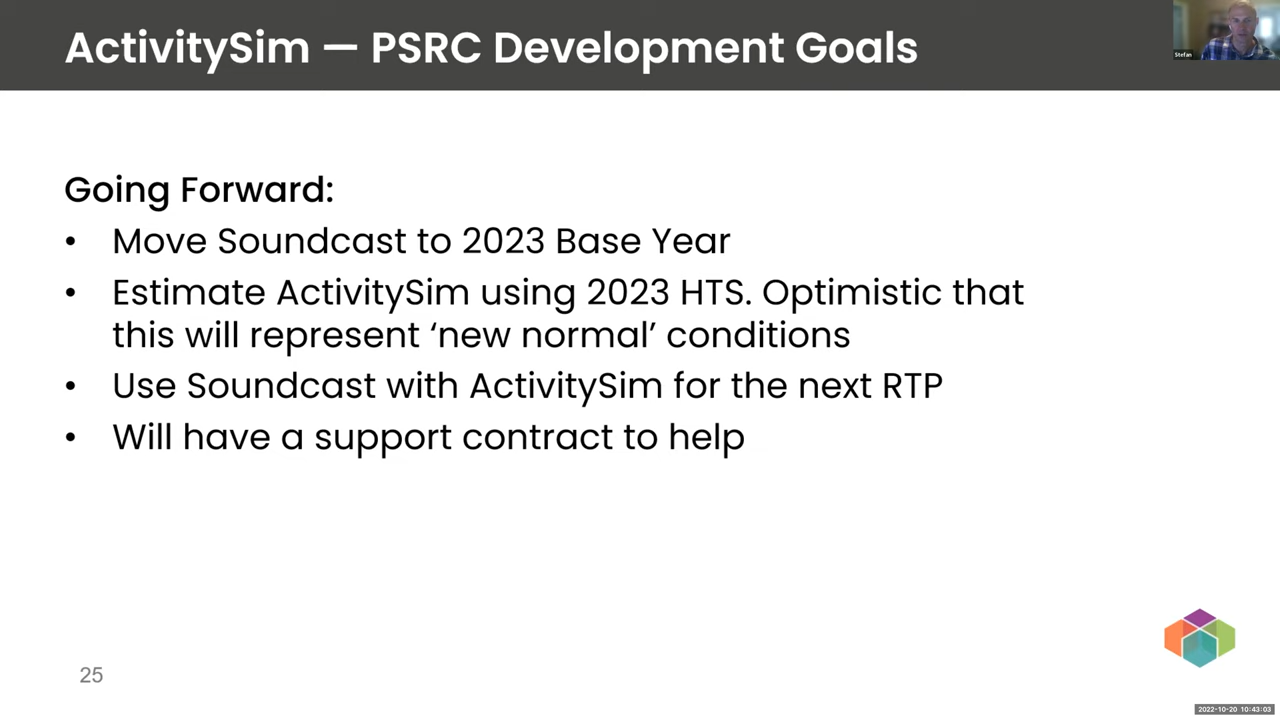 ActivitySim — PSRC Development Goals
Stefan
Going Forward:
• Move Soundcast to 2023 Base Year
• Estimate ActivitySim using 2023 HTS. Optimistic that
this will represent ‘new normal’ conditions
• Use Soundcast with ActivitySim for the next RTP
• Will have a support contract to help
25
2022-10-20 10:43:03